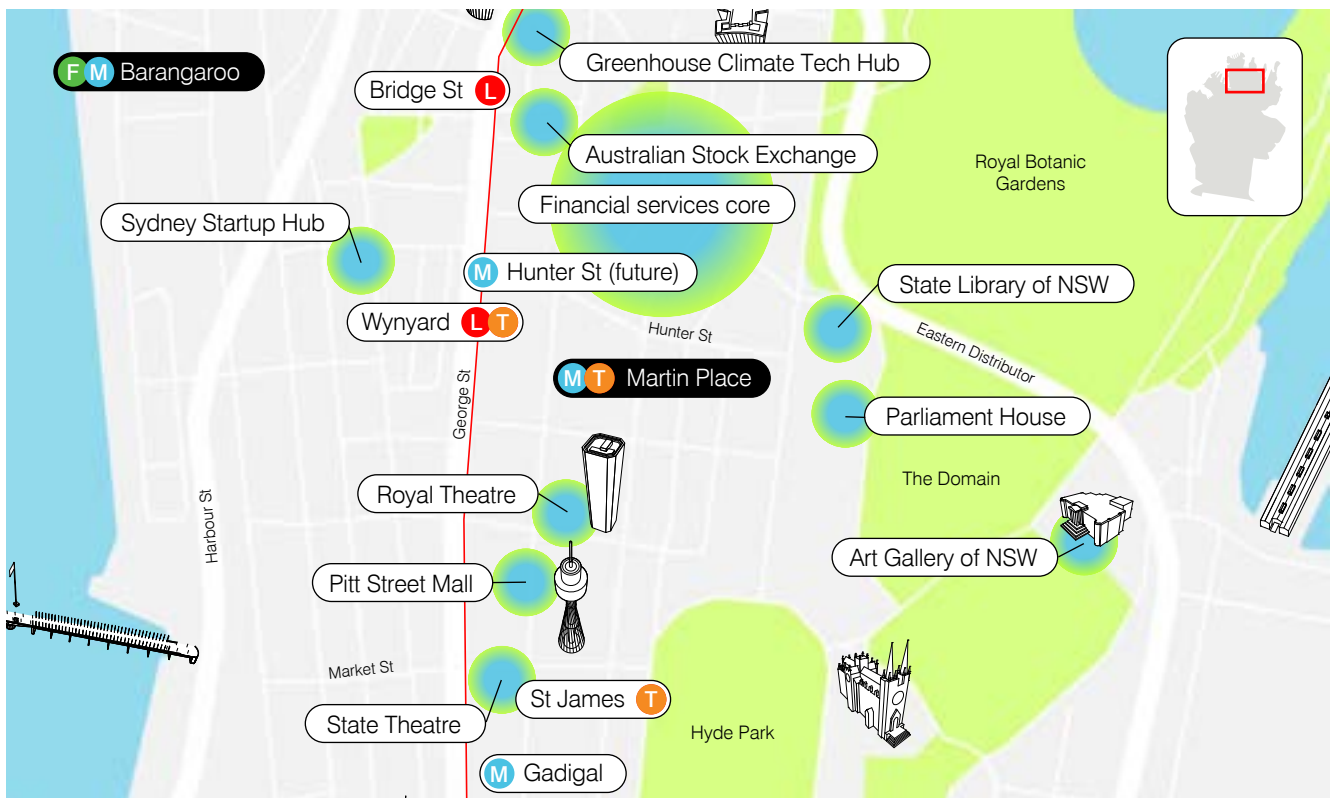 Greenhouse Climate Tech Hub
F M Barangaroo
Bridge St L
Australian Stock Exchange
Royal Botanic
Gardens
Financial services core
Sydney Startup Hub
M Hunter St (future)
State Library of NSW
Wynyard L T
Hunter St
Eastern Distributor
M T Martin Place
George St
Parliament House
The Domain
Royal Theatre
Harbour St
Art Gallery of NSW
Pitt Street Mall
Market St
St James T
State Theatre
Hyde Park
M Gadigal